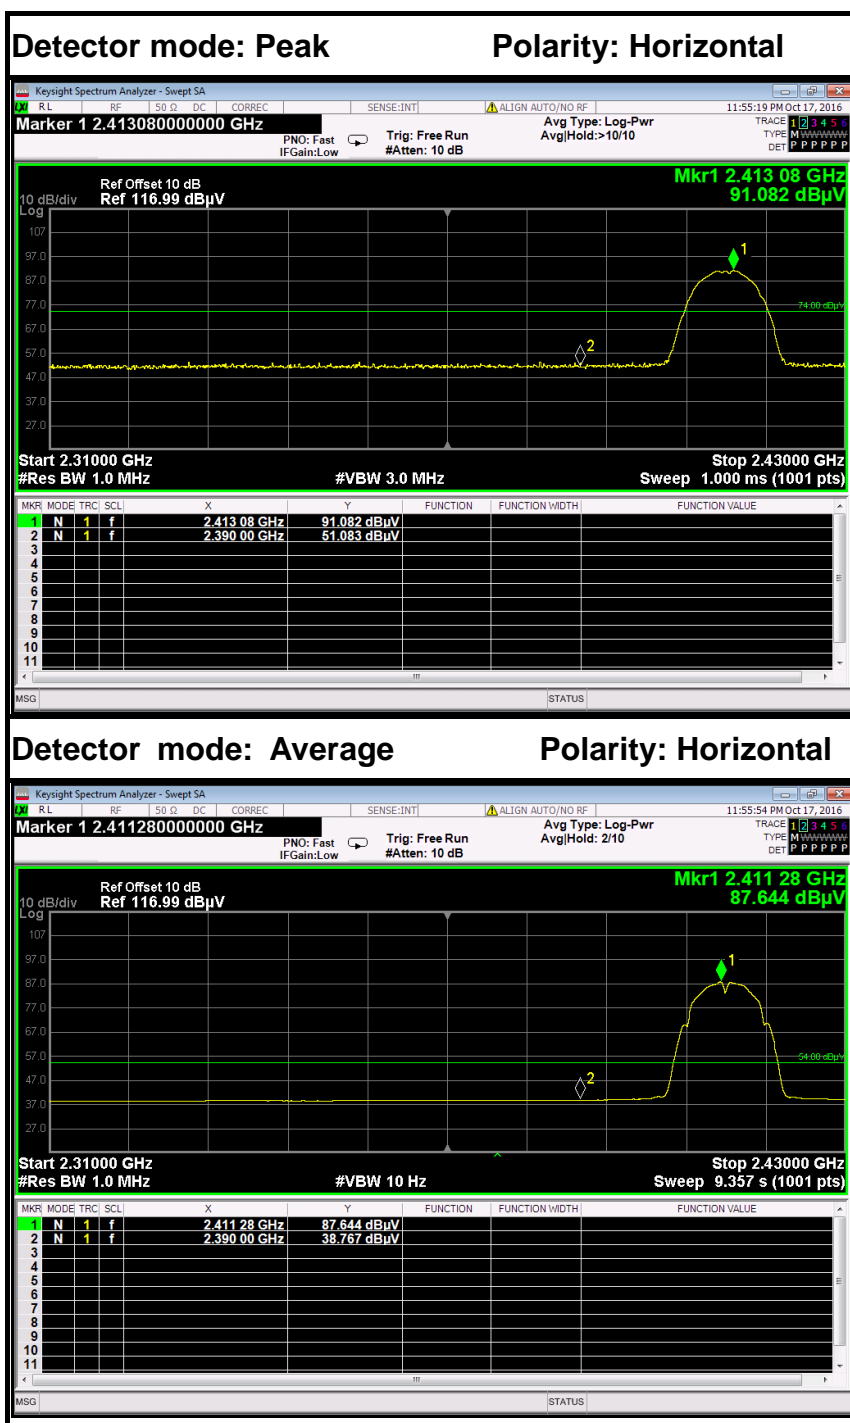 Detector mode: Peak Polarity: Horizontal
Keysight Spectrum Analyzer - Swept SA
LXI RL RF 50 Ω DC CORREC SENSE:INT ALIGN AUTO/NO RF 11:55:19 PM Oct 17, 2016
Marker 1 2.413080000000 GHz
PNO: Fast
IFGain:Low
Trig: Free Run
#Atten: 10 dB
Avg Type: Log-Pwr
Avg|Hold:>10/10
TRACE 1 2 3 4 5 6
TYPE M WWWWW
DET P P P P P P
Ref Offset 10 dB
Ref 116.99 dBµV
10 dB/div
Log
Mkr1 2.413 08 GHz
91.082 dBµV
107
97.0
87.0
77.0
67.0
57.0
47.0
37.0
27.0
1
2
74.00 dBµV
Start 2.31000 GHz Stop 2.43000 GHz
#Res BW 1.0 MHz #VBW 3.0 MHz Sweep 1.000 ms (1001 pts)
MKR MODE TRC SCL X Y FUNCTION FUNCTION WIDTH FUNCTION VALUE
1 N 1 f 2.413 08 GHz 91.082 dBµV
2 N 1 f 2.390 00 GHz 51.083 dBµV
3
4
5
6
7
8
9
10
11
MSG STATUS
Detector mode: Average Polarity: Horizontal
Keysight Spectrum Analyzer - Swept SA
LXI RL RF 50 Ω DC CORREC SENSE:INT ALIGN AUTO/NO RF 11:55:54 PM Oct 17, 2016
Marker 1 2.411280000000 GHz
PNO: Fast
IFGain:Low
Trig: Free Run
#Atten: 10 dB
Avg Type: Log-Pwr
Avg|Hold: 2/10
TRACE 1 2 3 4 5 6
TYPE M WWWWW
DET P P P P P P
Ref Offset 10 dB
Ref 116.99 dBµV
10 dB/div
Log
Mkr1 2.411 28 GHz
87.644 dBµV
107
97.0
87.0
77.0
67.0
57.0
47.0
37.0
27.0
1
2
54.00 dBµV
Start 2.31000 GHz Stop 2.43000 GHz
#Res BW 1.0 MHz #VBW 10 Hz Sweep 9.357 s (1001 pts)
MKR MODE TRC SCL X Y FUNCTION FUNCTION WIDTH FUNCTION VALUE
1 N 1 f 2.411 28 GHz 87.644 dBµV
2 N 1 f 2.390 00 GHz 38.767 dBµV
3
4
5
6
7
8
9
10
11
MSG STATUS